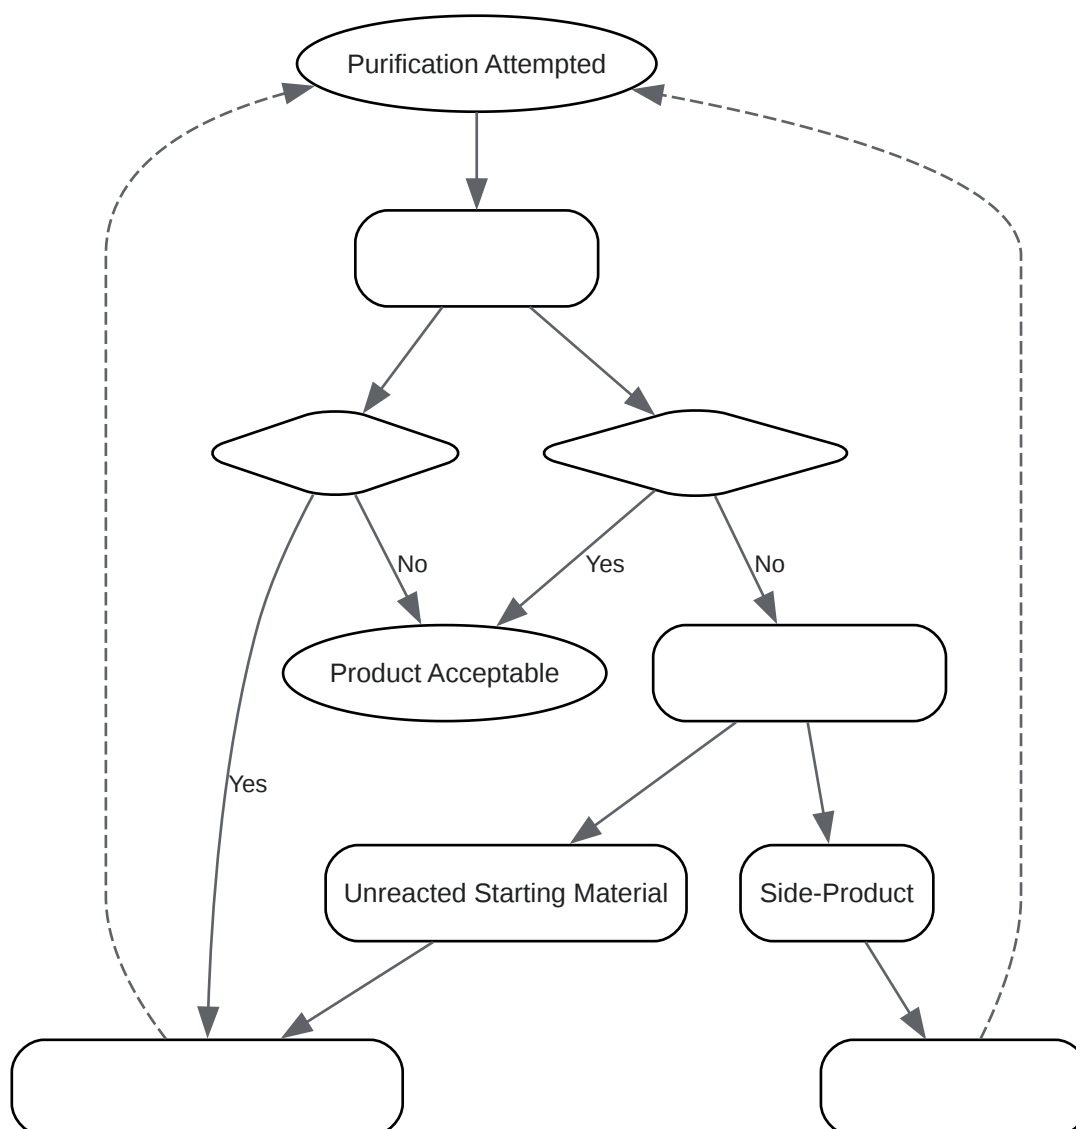 Purification Attempted
No
Yes
No
Product Acceptable
Yes
Unreacted Starting Material
Side-Product